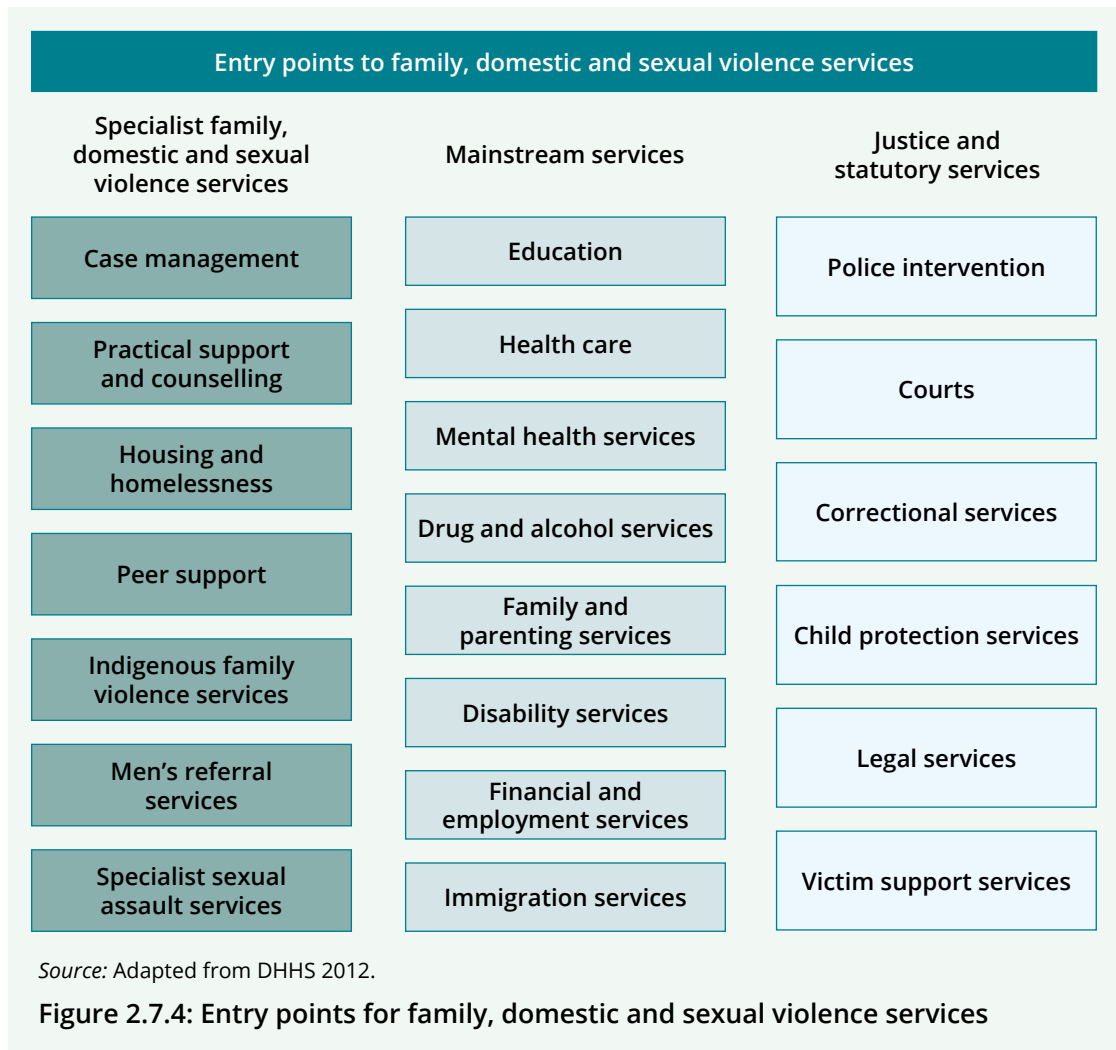 Entry points to family, domestic and sexual violence services
Specialist family,
domestic and sexual
violence services
Case management
Practical support
and counselling
Housing and
homelessness
Peer support
Indigenous family
violence services
Men’s referral
services
Specialist sexual
assault services
Mainstream services
Education
Health care
Mental health services
Drug and alcohol services
Family and
parenting services
Disability services
Financial and
employment services
Immigration services
Justice and
statutory services
Police intervention
Courts
Correctional services
Child protection services
Legal services
Victim support services
Source: Adapted from DHHS 2012.
Figure 2.7.4: Entry points for family, domestic and sexual violence services